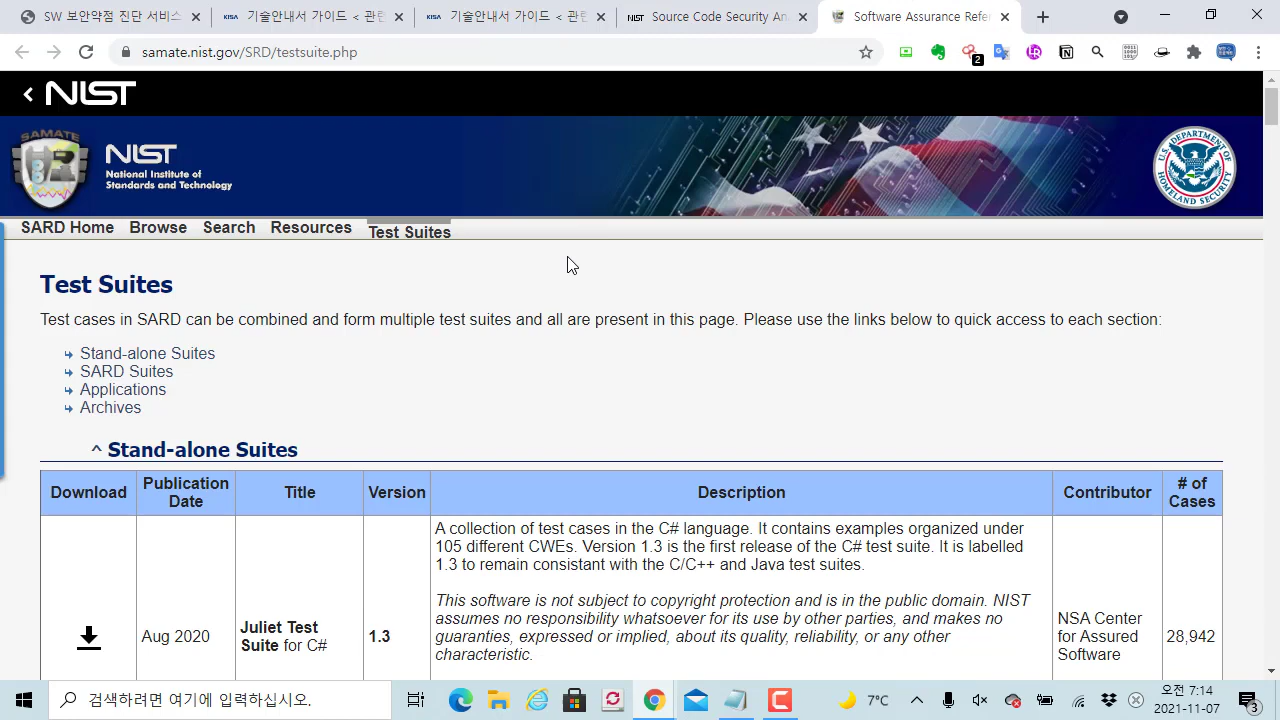 SW 보안약점 진단 서비스
기술안내서 가이드 < 관련
기술안내서 가이드 < 관련
Source Code Security An
Software Assurance Refer
samate.nist.gov/SRD/testsuite.php
2
NIST
SAMATE
NIST
National Institute of
Standards and Technology
U.S. DEPARTMENT OF
HOMELAND SECURITY
SARD Home Browse Search Resources Test Suites
Test Suites
Test cases in SARD can be combined and form multiple test suites and all are present in this page. Please use the links below to quick access to each section:
Stand-alone Suites
SARD Suites
Applications
Archives
^ Stand-alone Suites
Download
Publication
Date
Title
Version
Description
Contributor
# of
Cases
Aug 2020
Juliet Test
Suite for C#
1.3
A collection of test cases in the C# language. It contains examples organized under
105 different CWEs. Version 1.3 is the first release of the C# test suite. It is labelled
1.3 to remain consistant with the C/C++ and Java test suites.
This software is not subject to copyright protection and is in the public domain. NIST
assumes no responsibility whatsoever for its use by other parties, and makes no
guaranties, expressed or implied, about its quality, reliability, or any other
characteristic.
NSA Center
for Assured
Software
28,942
검색하려면 여기에 입력하십시오.
7°C
오전 7:14
2021-11-07
3